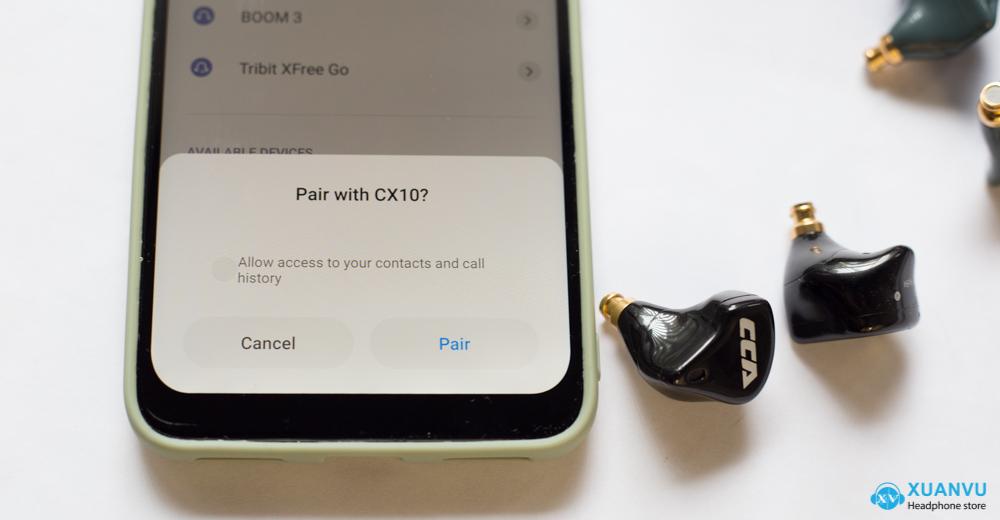 BOOM 3
Tribit XFree Go
AVAILABLE DEVICES
Pair with CX10?
Allow access to your contacts and call
history
Cancel
Pair
CCA
XV
XUANVU
Headphone store